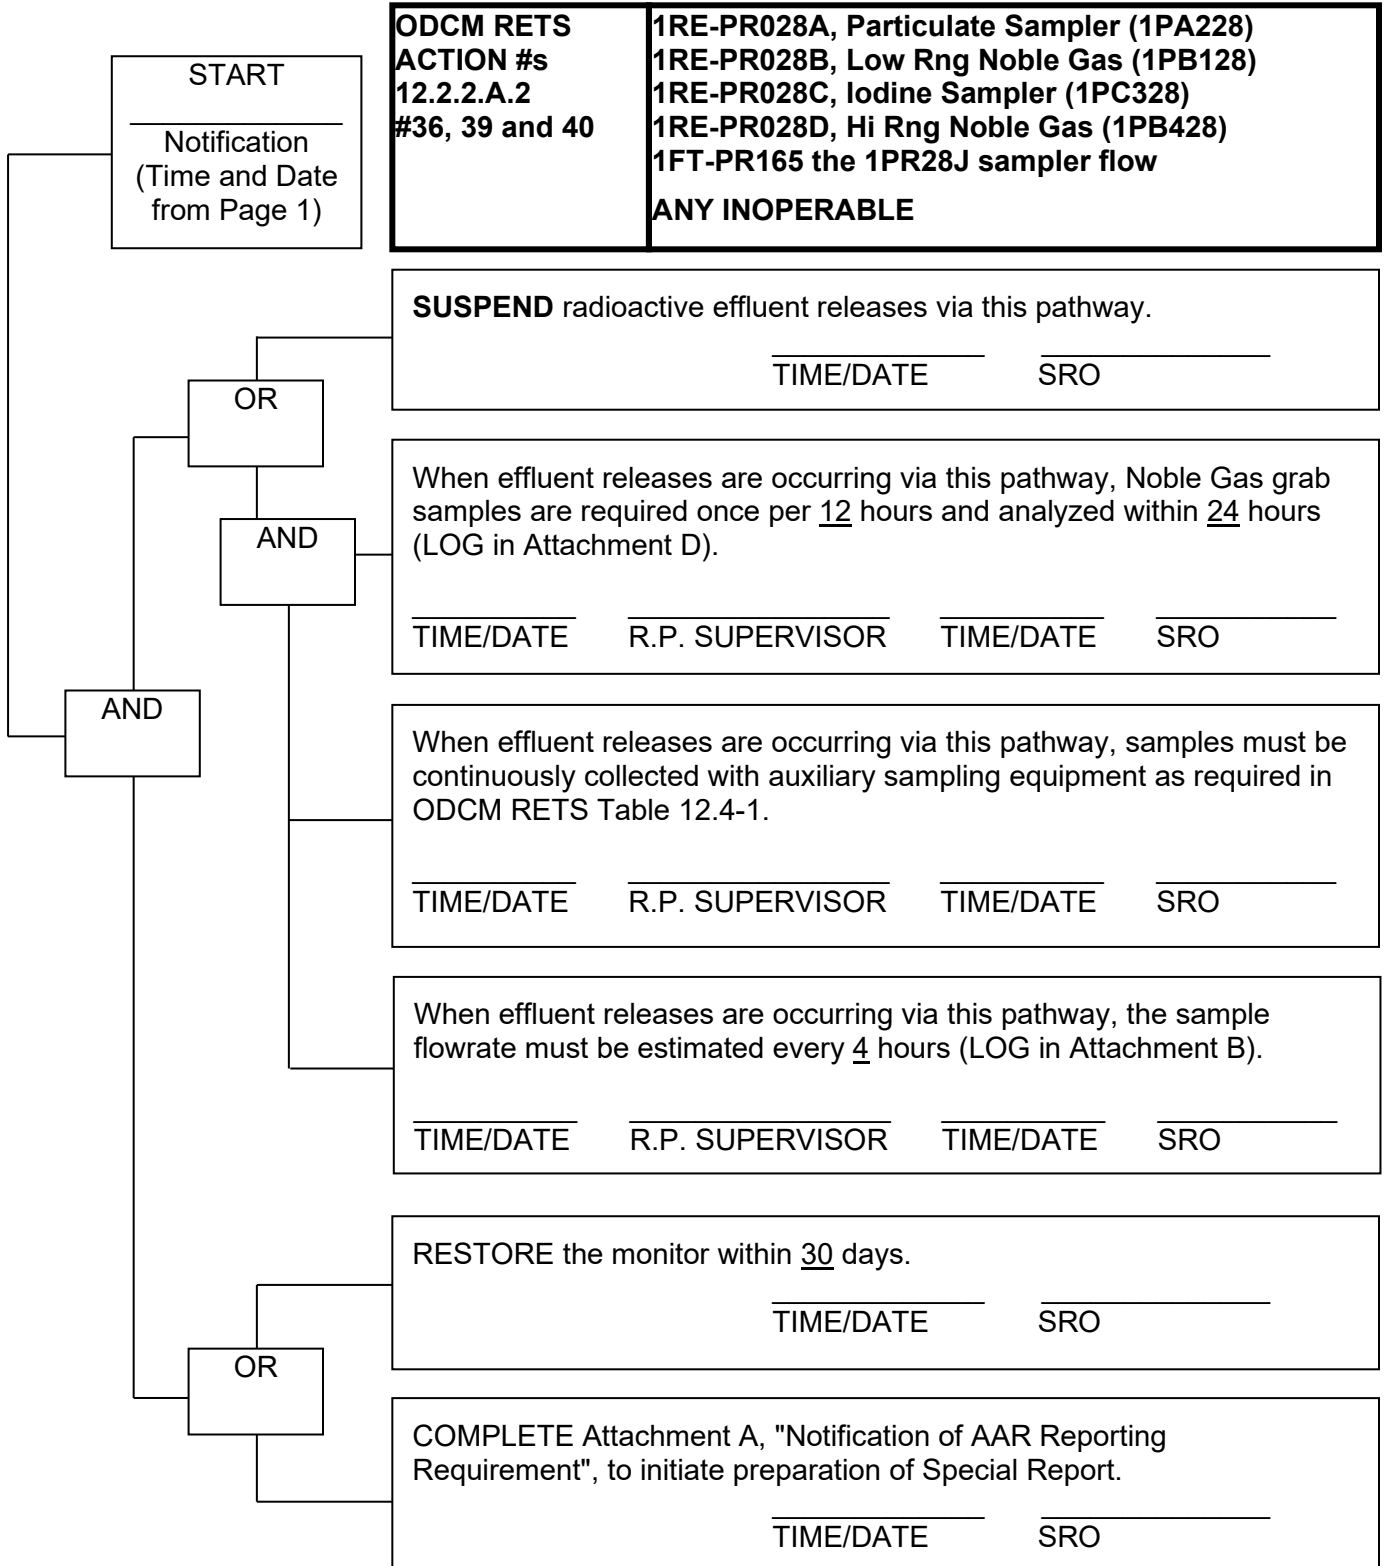 START
Notification
(Time and Date
from Page 1)
ODCM RETS
ACTION #s
12.2.2.A.2
#36, 39 and 40
1RE-PR028A, Particulate Sampler (1PA228)
1RE-PR028B, Low Rng Noble Gas (1PB128)
1RE-PR028C, Iodine Sampler (1PC328)
1RE-PR028D, Hi Rng Noble Gas (1PB428)
1FT-PR165 the 1PR28J sampler flow
ANY INOPERABLE
SUSPEND radioactive effluent releases via this pathway.
TIME/DATE SRO
OR
When effluent releases are occurring via this pathway, Noble Gas grab
samples are required once per 12 hours and analyzed within 24 hours
(LOG in Attachment D).
TIME/DATE R.P. SUPERVISOR TIME/DATE SRO
AND
AND
When effluent releases are occurring via this pathway, samples must be
continuously collected with auxiliary sampling equipment as required in
ODCM RETS Table 12.4-1.
TIME/DATE R.P. SUPERVISOR TIME/DATE SRO
When effluent releases are occurring via this pathway, the sample
flowrate must be estimated every 4 hours (LOG in Attachment B).
TIME/DATE R.P. SUPERVISOR TIME/DATE SRO
RESTORE the monitor within 30 days.
TIME/DATE SRO
OR
COMPLETE Attachment A, "Notification of AAR Reporting
Requirement", to initiate preparation of Special Report.
TIME/DATE SRO